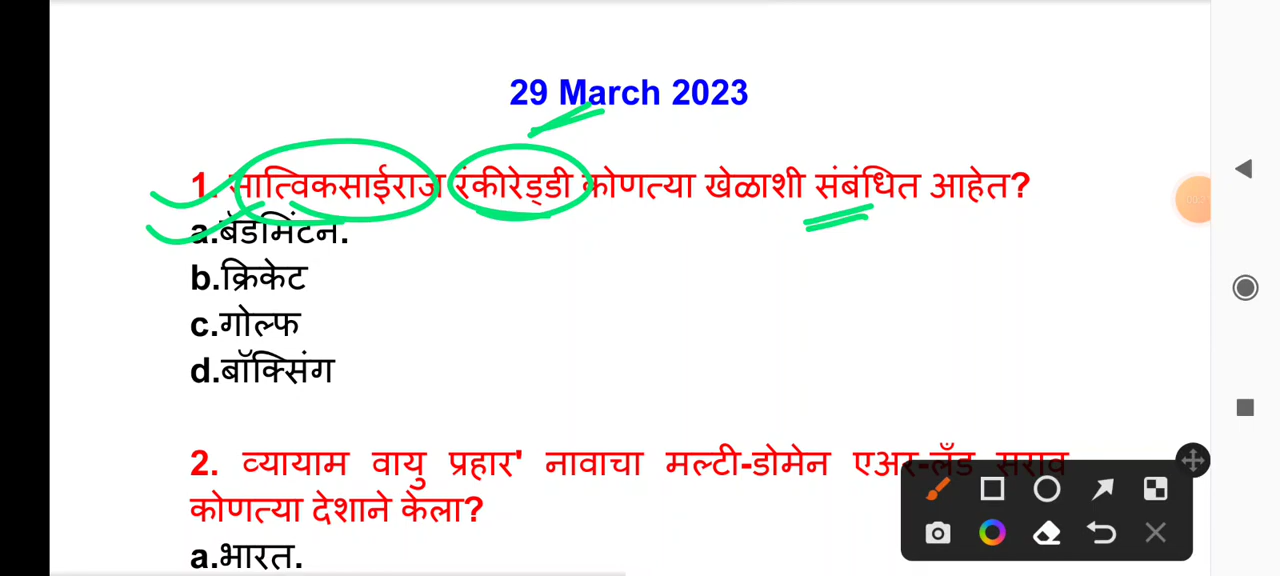 29 March 2023
1. सात्विकसाईराज रंकीरेड्डी कोणत्या खेळाशी संबंधित आहेत?
a.बॅडमिंटन.
b.क्रिकेट
c.गोल्फ
d.बॉक्सिंग
2. व्यायाम वायु प्रहार' नावाचा मल्टी-डोमेन एअर-लँड सराव
कोणत्या देशाने केला?
a.भारत.